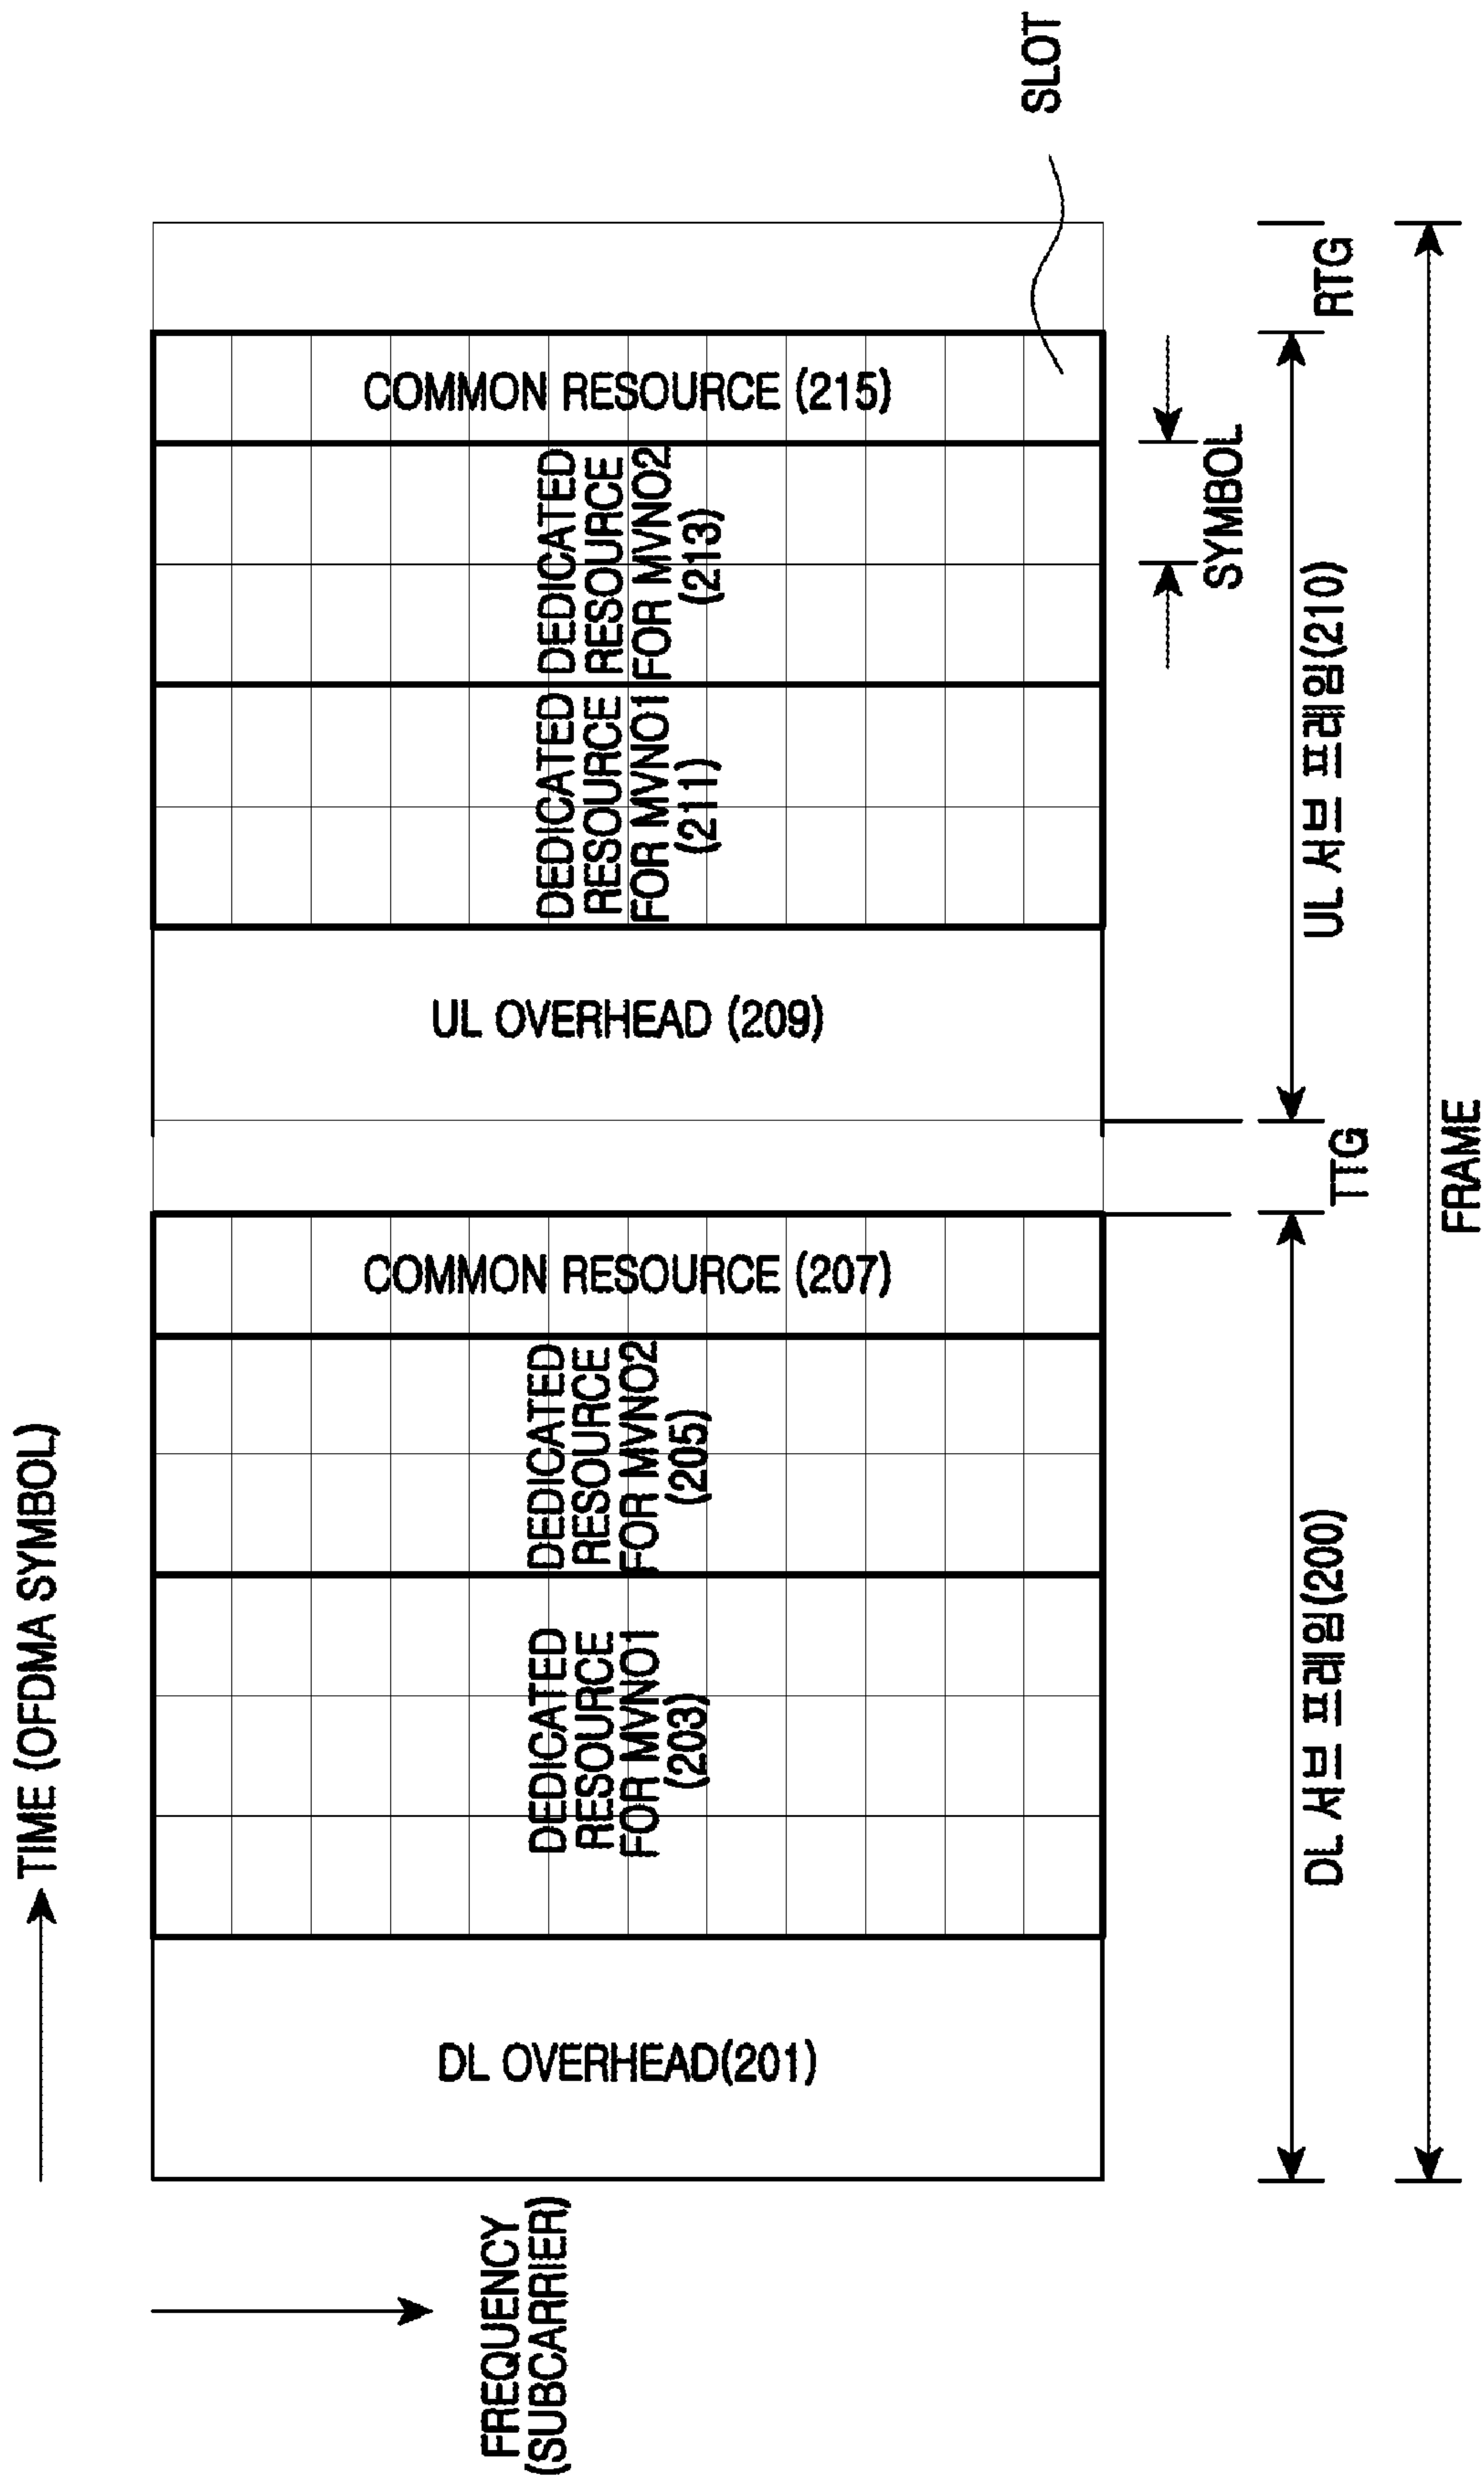 TIME (OFDMA SYMBOL)
FREQUENCY
(SUBCARRIER)
DL OVERHEAD(201)
DEDICATED
RESOURCE
FOR MVNO1
(203)
DEDICATED
RESOURCE
FOR MVNO2
(205)
COMMON RESOURCE (207)
UL OVERHEAD (209)
DEDICATED
RESOURCE
FOR MVNO1
(211)
DEDICATED
RESOURCE
FOR MVNO2
(213)
COMMON RESOURCE (215)
SLOT
SYMBOL
DL 서브 프레임(200)
TTG
UL 서브 프레임(210)
RTG
FRAME